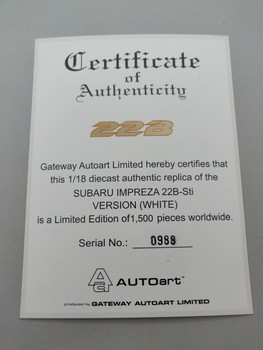 Certificate
of
Authenticity
22B
Gateway Autoart Limited hereby certifies that
this 1/18 diecast authentic replica of the
SUBARU IMPREZA 22B-Sti
VERSION (WHITE)
is a Limited Edition of1,500 pieces worldwide.
Serial No.: 0988
AUTOart™
produced by GATEWAY AUTOART LIMITED